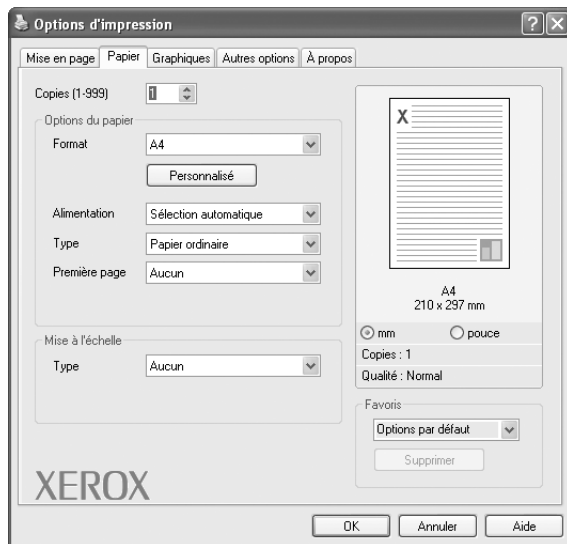 Options d'impression
Mise en page Papier Graphiques Autres options À propos
Copies (1-999) 1
Options du papier
Format A4
Personnalisé
Alimentation Sélection automatique
Type Papier ordinaire
Première page Aucun
Mise à l'échelle
Type Aucun
XEROX
X
A4
210 x 297 mm
mm pouce
Copies : 1
Qualité : Normal
Favoris
Options par défaut
Supprimer
OK Annuler Aide